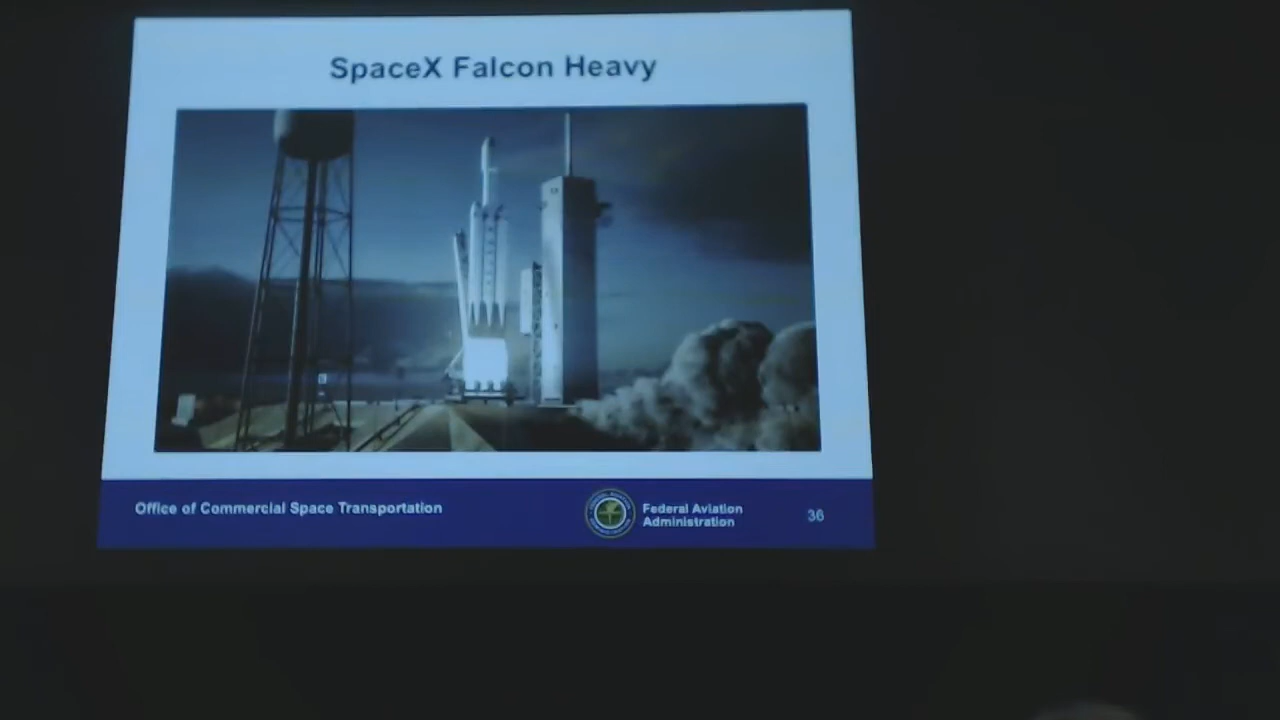 SpaceX Falcon Heavy
Office of Commercial Space Transportation
Federal Aviation
Administration
36